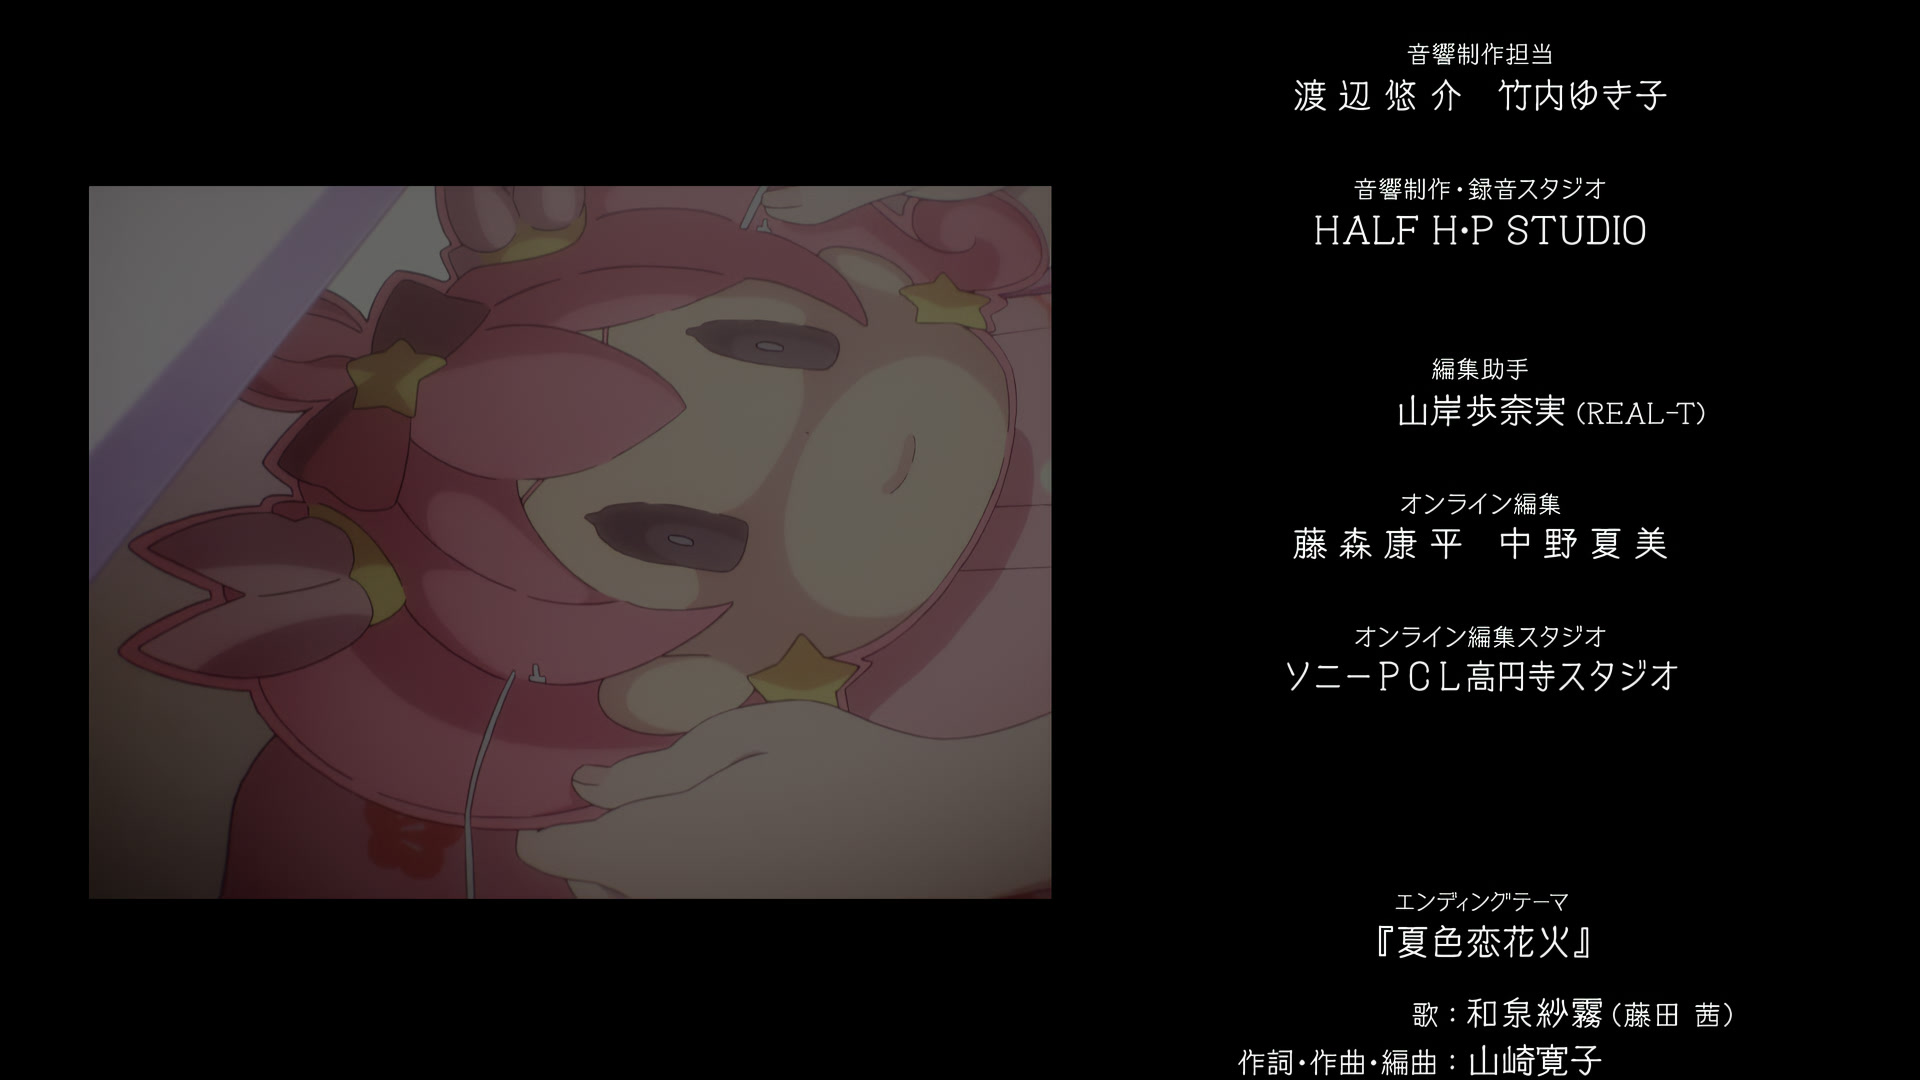 音響制作担当
渡辺悠介　竹内ゆき子
音響制作・録音スタジオ
HALF H・P STUDIO
編集助手
山岸歩奈実 (REAL-T)
オンライン編集
藤森康平　中野夏美
オンライン編集スタジオ
ソニーPCL高円寺スタジオ
エンディングテーマ
『夏色恋花火』
歌：和泉紗霧（藤田 茜）
作詞・作曲・編曲：山崎寛子